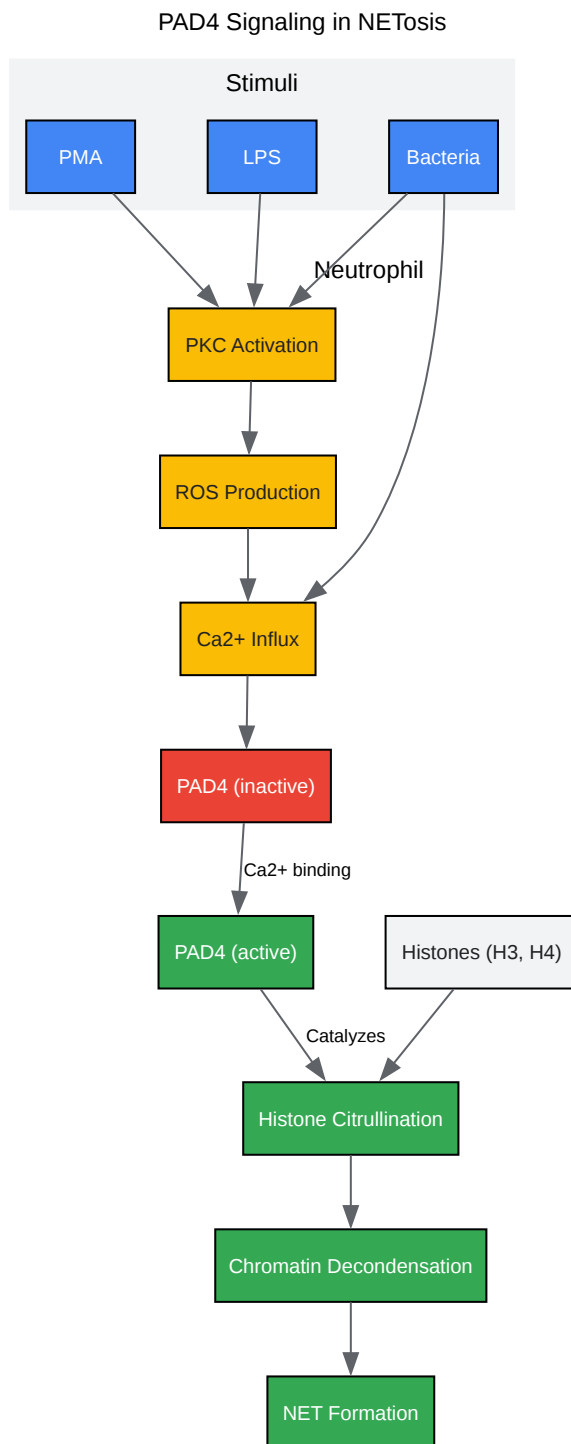 PAD4 Signaling in NETosis
Stimuli
PMA
LPS
Bacteria
Neutrophil
PKC Activation
ROS Production
Ca2+ Influx
PAD4 (inactive)
Ca2+ binding
PAD4 (active)
Histones (H3, H4)
Catalyzes
Histone Citrullination
Chromatin Decondensation
NET Formation